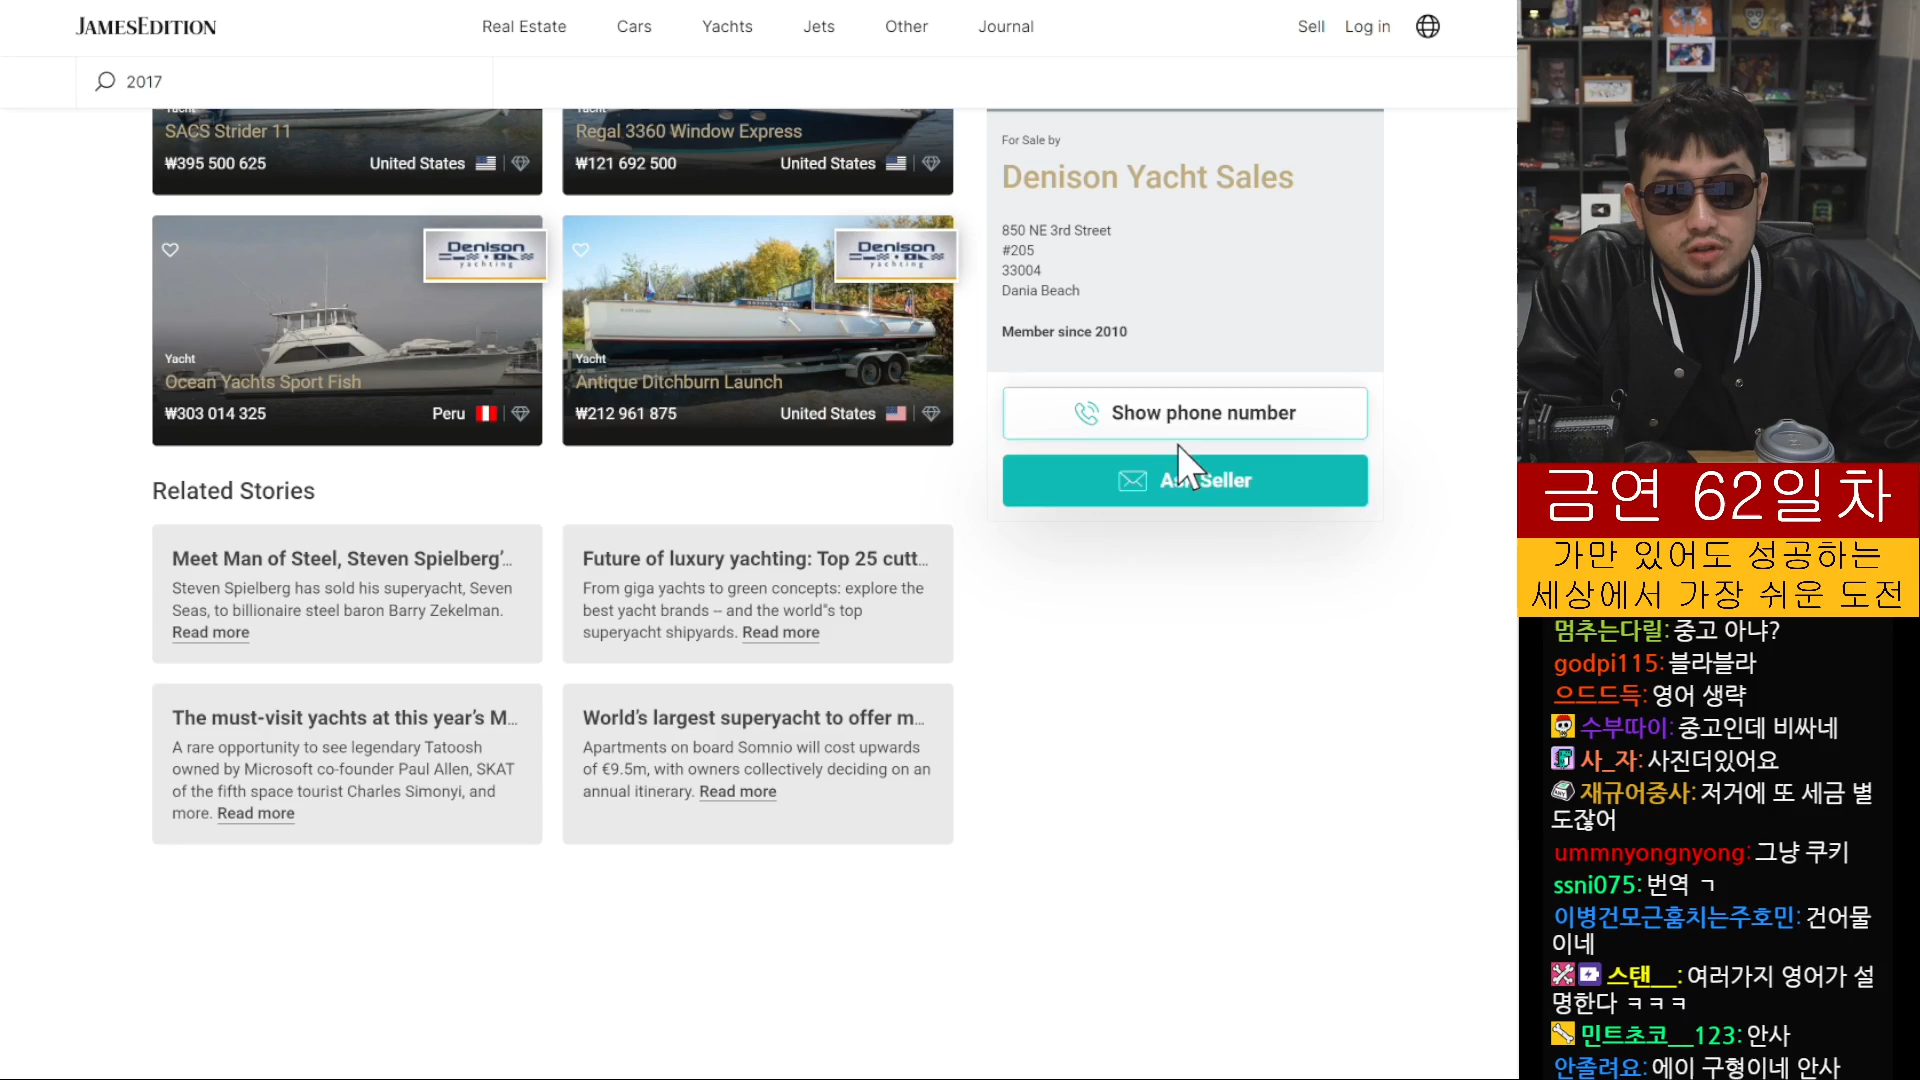 JAMESEDITION
Real Estate
Cars
Yachts
Jets
Other
Journal
Sell
Log in
2017
Yacht
SACS Strider 11
₩395 500 625
United States
Yacht
Regal 3360 Window Express
₩121 692 500
United States
Denison
yachting
Yacht
Ocean Yachts Sport Fish
₩303 014 325
Peru
Denison
yachting
Yacht
Antique Ditchburn Launch
₩212 961 875
United States
For Sale by
Denison Yacht Sales
850 NE 3rd Street
#205
33004
Dania Beach
Member since 2010
Show phone number
Ask Seller
Related Stories
Meet Man of Steel, Steven Spielberg'...
Steven Spielberg has sold his superyacht, Seven
Seas, to billionaire steel baron Barry Zekelman.
Read more
Future of luxury yachting: Top 25 cutt...
From giga yachts to green concepts: explore the
best yacht brands – and the world"s top
superyacht shipyards. Read more
The must-visit yachts at this year’s M...
A rare opportunity to see legendary Tatoosh
owned by Microsoft co-founder Paul Allen, SKAT
of the fifth space tourist Charles Simonyi, and
more. Read more
World’s largest superyacht to offer m...
Apartments on board Somnio will cost upwards
of €9.5m, with owners collectively deciding on an
annual itinerary. Read more
금연 62일차
가만 있어도 성공하는
세상에서 가장 쉬운 도전
멈추는다릴: 중고 아냐?
godpi115: 블라블라
으드드득: 영어 생략
수부따이: 중고인데 비싸네
사_자: 사진더있어요
재규어중사: 저거에 또 세금 별
도잖어
ummnyongnyong: 그냥 쿠키
ssni075: 번역 ㄱ
이병건모근훔치는주호민: 건어물
이네
스탠__: 여러가지 영어가 설
명한다 ㅋㅋㅋ
민트초코__123: 안사
안졸려요: 에이 구형이네 안사